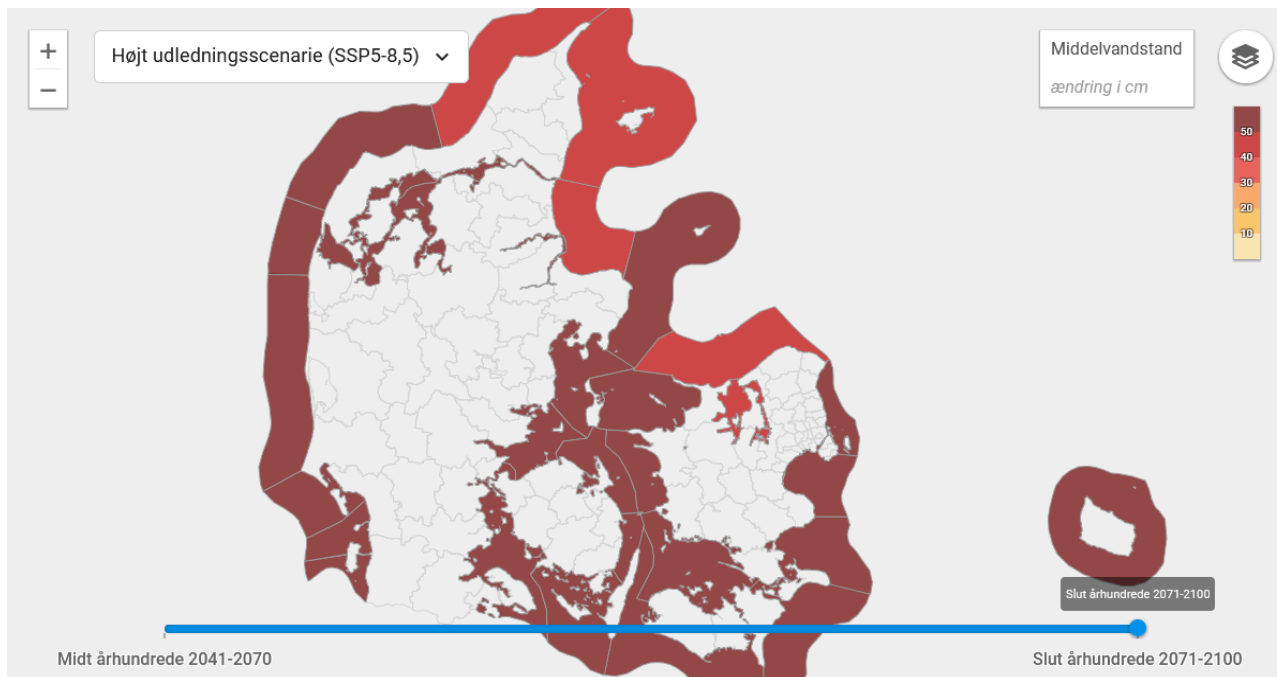 +
Højt udledningsscenarie (SSP5-8,5)
−
Middelvandstand
ændring i cm
50
40
30
20
10
Slut århundrede 2071-2100
Midt århundrede 2041-2070
Slut århundrede 2071-2100